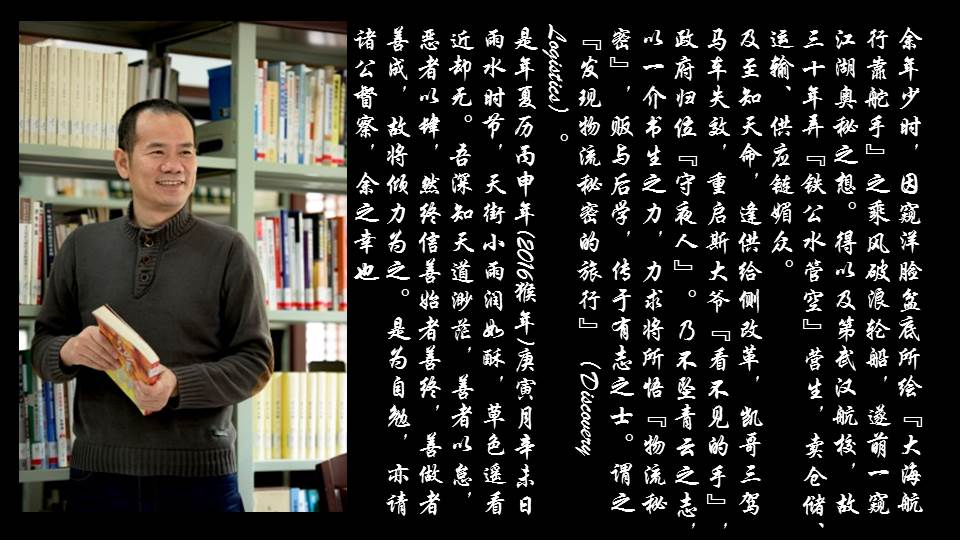 余年少时，因窥洋脸盆底所绘『大海航
行靠舵手』之乘风破浪轮船，遂萌一窥
江湖奥秘之想。得以及第武汉航校，故
三十年弄『铁公水管空』营生，卖仓储、
运输、供应链媚众。
及至知天命，逢供给侧改革，凯哥三驾
马车失效，重启斯大爷『看不见的手』，
政府归位『守夜人』。乃不坠青云之志，
以一介书生之力，力求将所悟『物流秘
密』，贩与后学，传于有志之士。谓之
『发现物流秘密的旅行』(Discovery
Logistics)。
是年夏历丙申年(2016猴年)庚寅月辛未日
雨水时节，天街小雨润如酥，草色遥看
近却无。吾深知天道渺茫，善者以怠，
恶者以肆，然终信善始者善终，善做者
善成，故将倾力为之。是为自勉，亦请
诸公督察，余之幸也